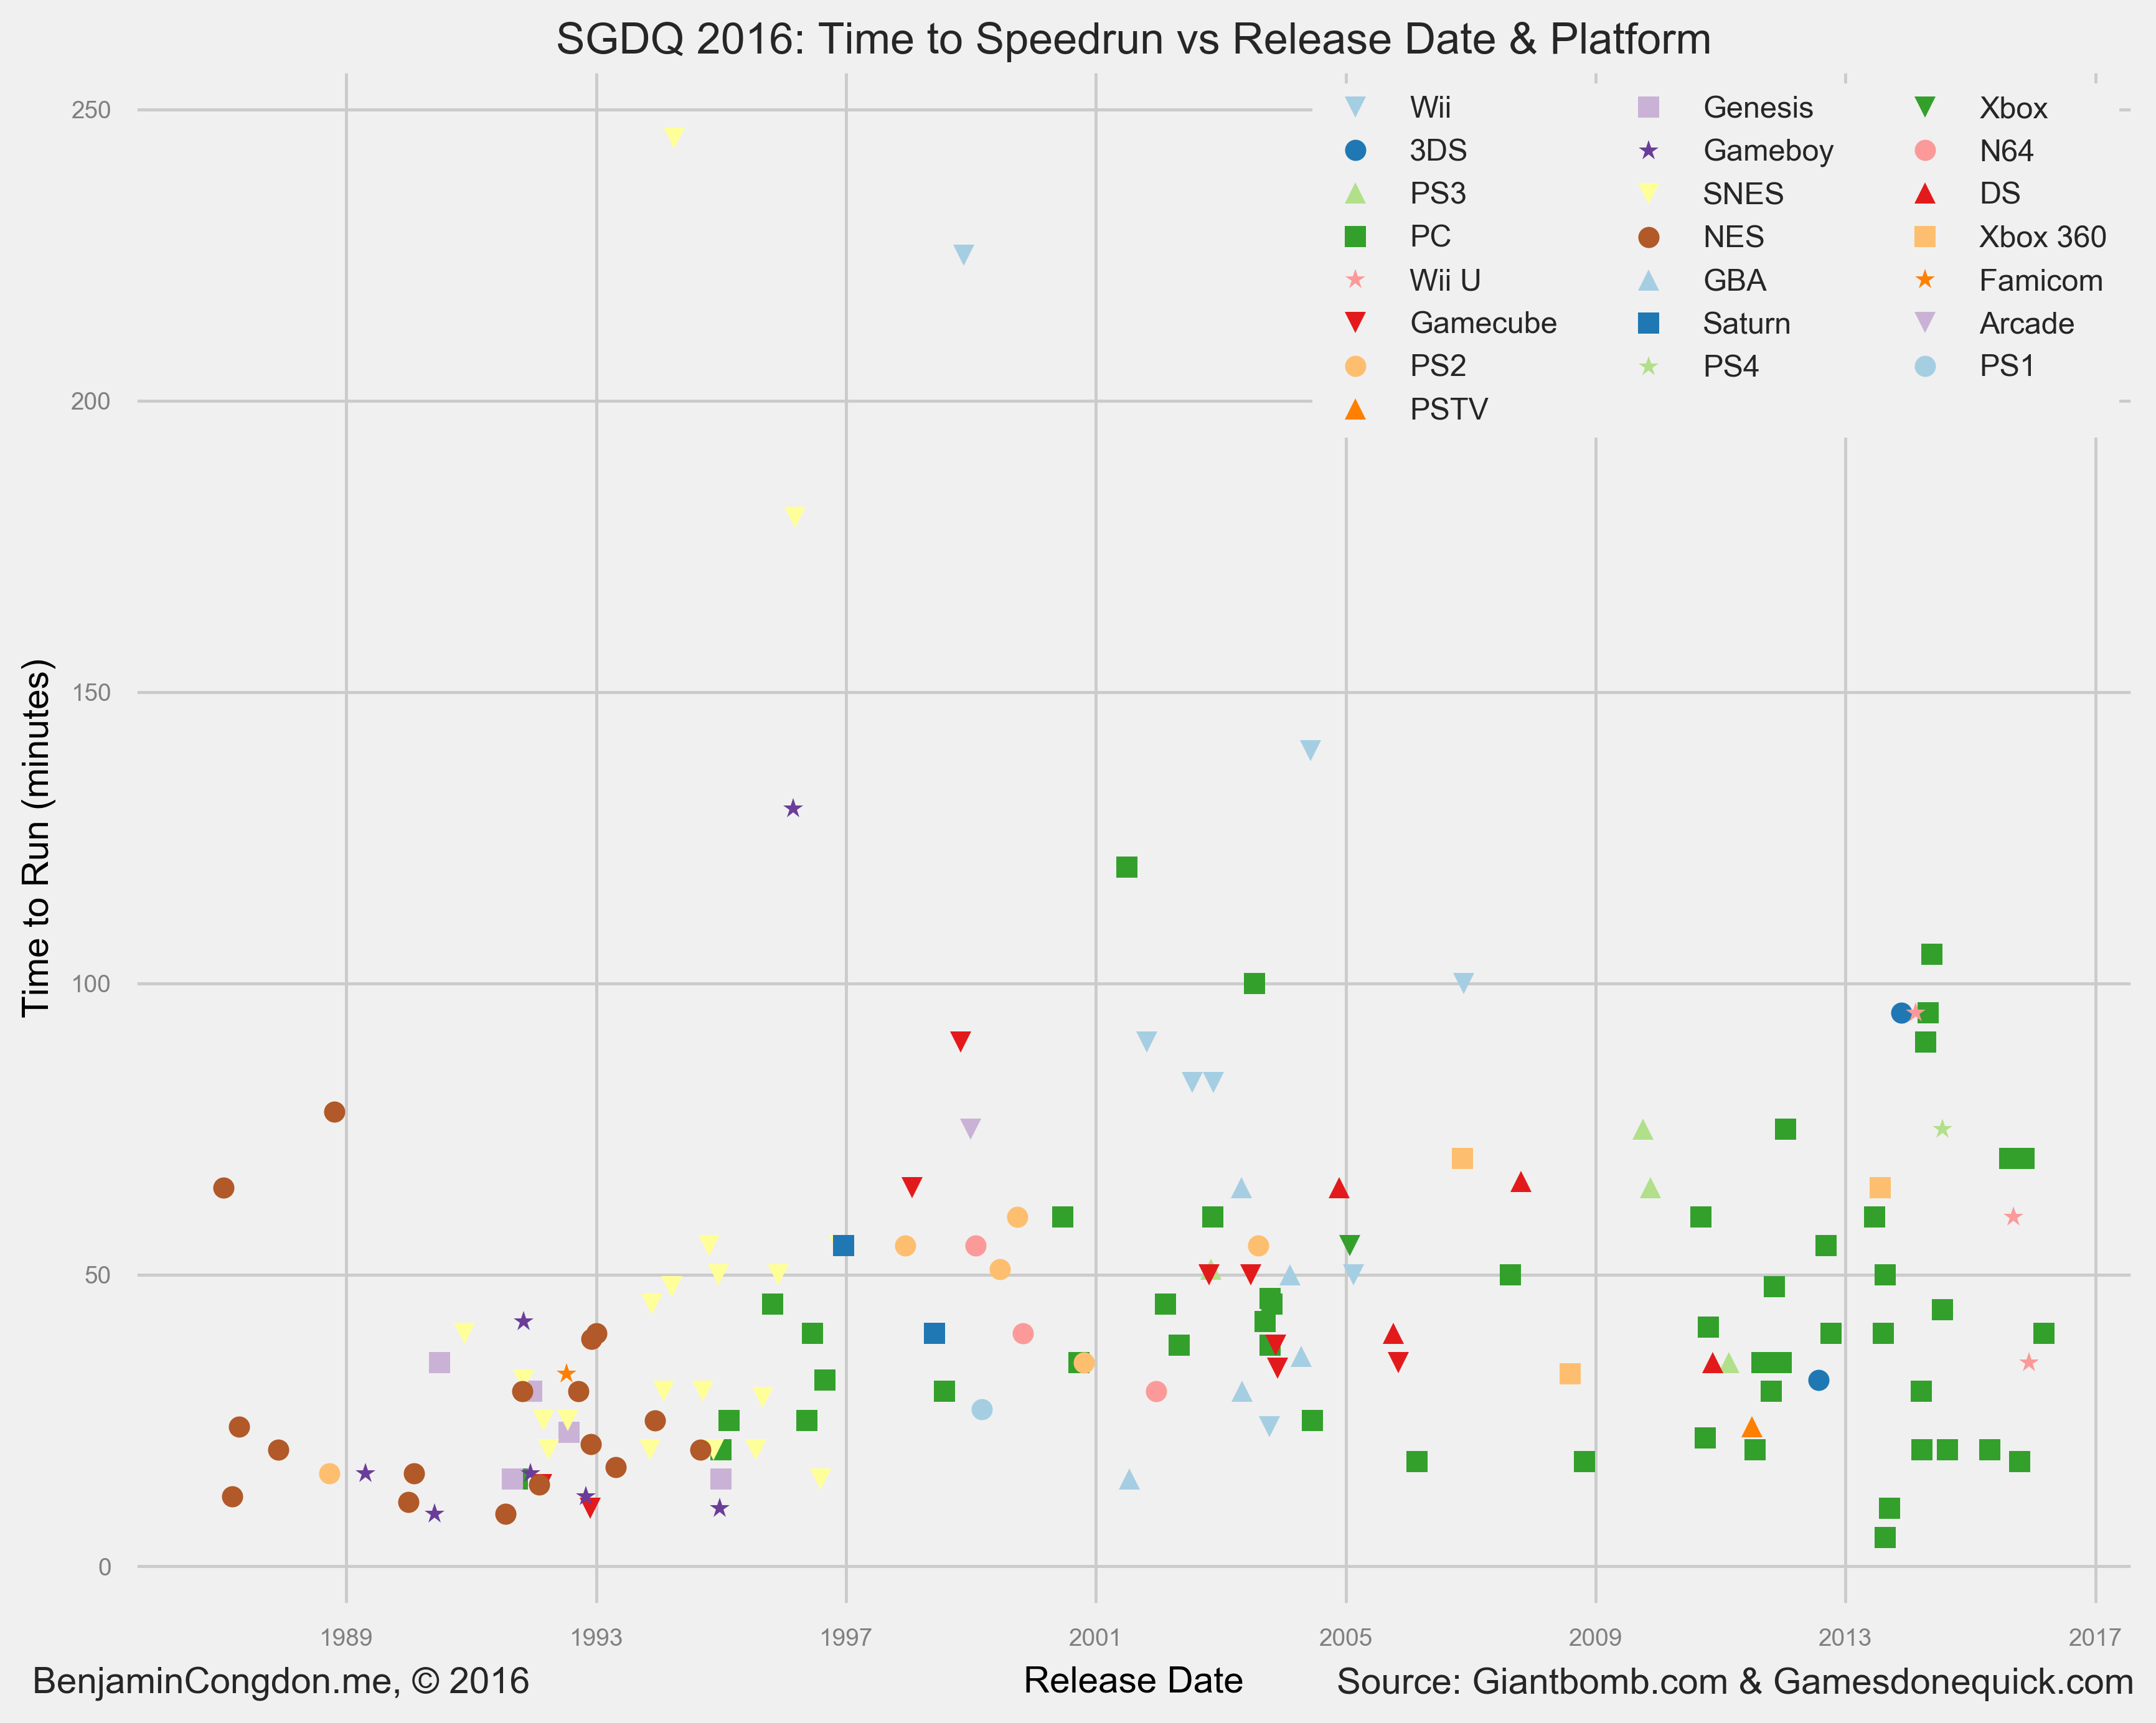 SGDQ 2016: Time to Speedrun vs Release Date & Platform
250
200
150
100
50
0
Time to Run (minutes)
Wii
3DS
PS3
PC
Wii U
Gamecube
PS2
PSTV
Genesis
Gameboy
SNES
NES
GBA
Saturn
PS4
Xbox
N64
DS
Xbox 360
Famicom
Arcade
PS1
1989 1993 1997 2001 2005 2009 2013 2017
Release Date
BenjaminCongdon.me, © 2016
Source: Giantbomb.com & Gamesdonequick.com